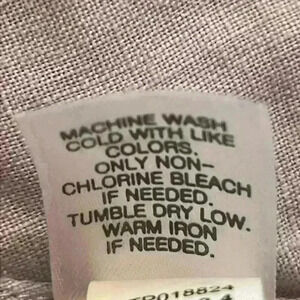 MACHINE WASH
COLD WITH LIKE
COLORS.
ONLY NON-
CHLORINE BLEACH
IF NEEDED.
TUMBLE DRY LOW.
WARM IRON
IF NEEDED.